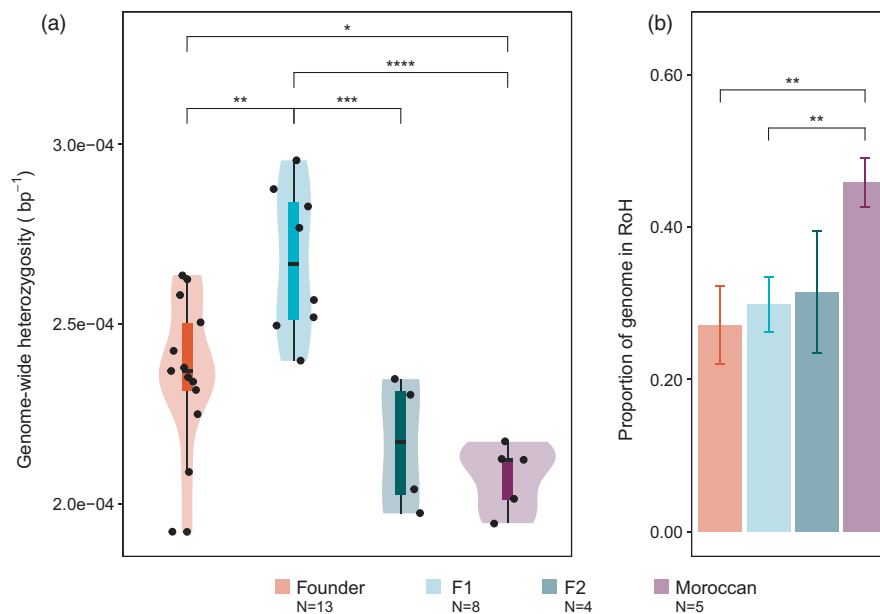 (a)
*
****
** ***
3.0e−04
2.5e−04
2.0e−04
Genome-wide heterozygosity ( bp⁻¹)
(b)
**
**
0.60
0.40
0.20
0.00
Proportion of genome in RoH
Founder F1 F2 Moroccan
N=13 N=8 N=4 N=5